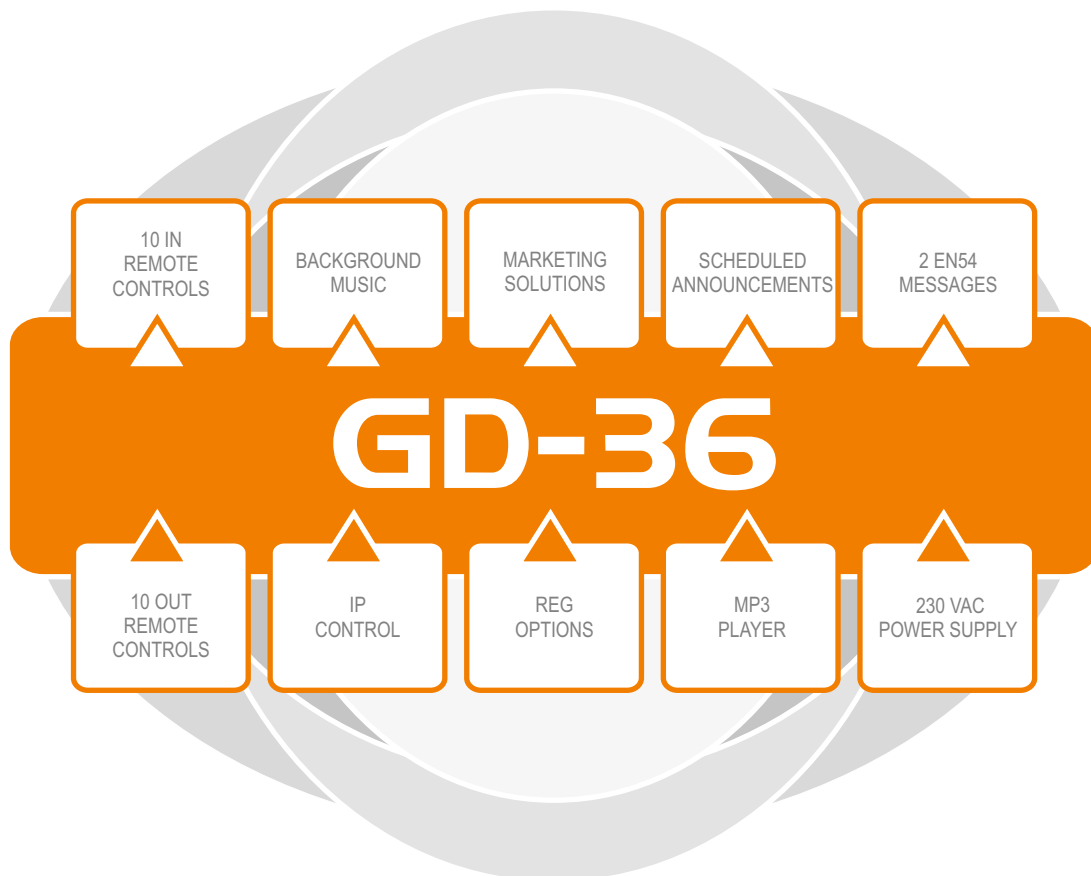 10 IN
REMOTE
CONTROLS
BACKGROUND
MUSIC
MARKETING
SOLUTIONS
SCHEDULED
ANNOUNCEMENTS
2 EN54
MESSAGES
GD-36
10 OUT
REMOTE
CONTROLS
IP
CONTROL
REG
OPTIONS
MP3
PLAYER
230 VAC
POWER SUPPLY